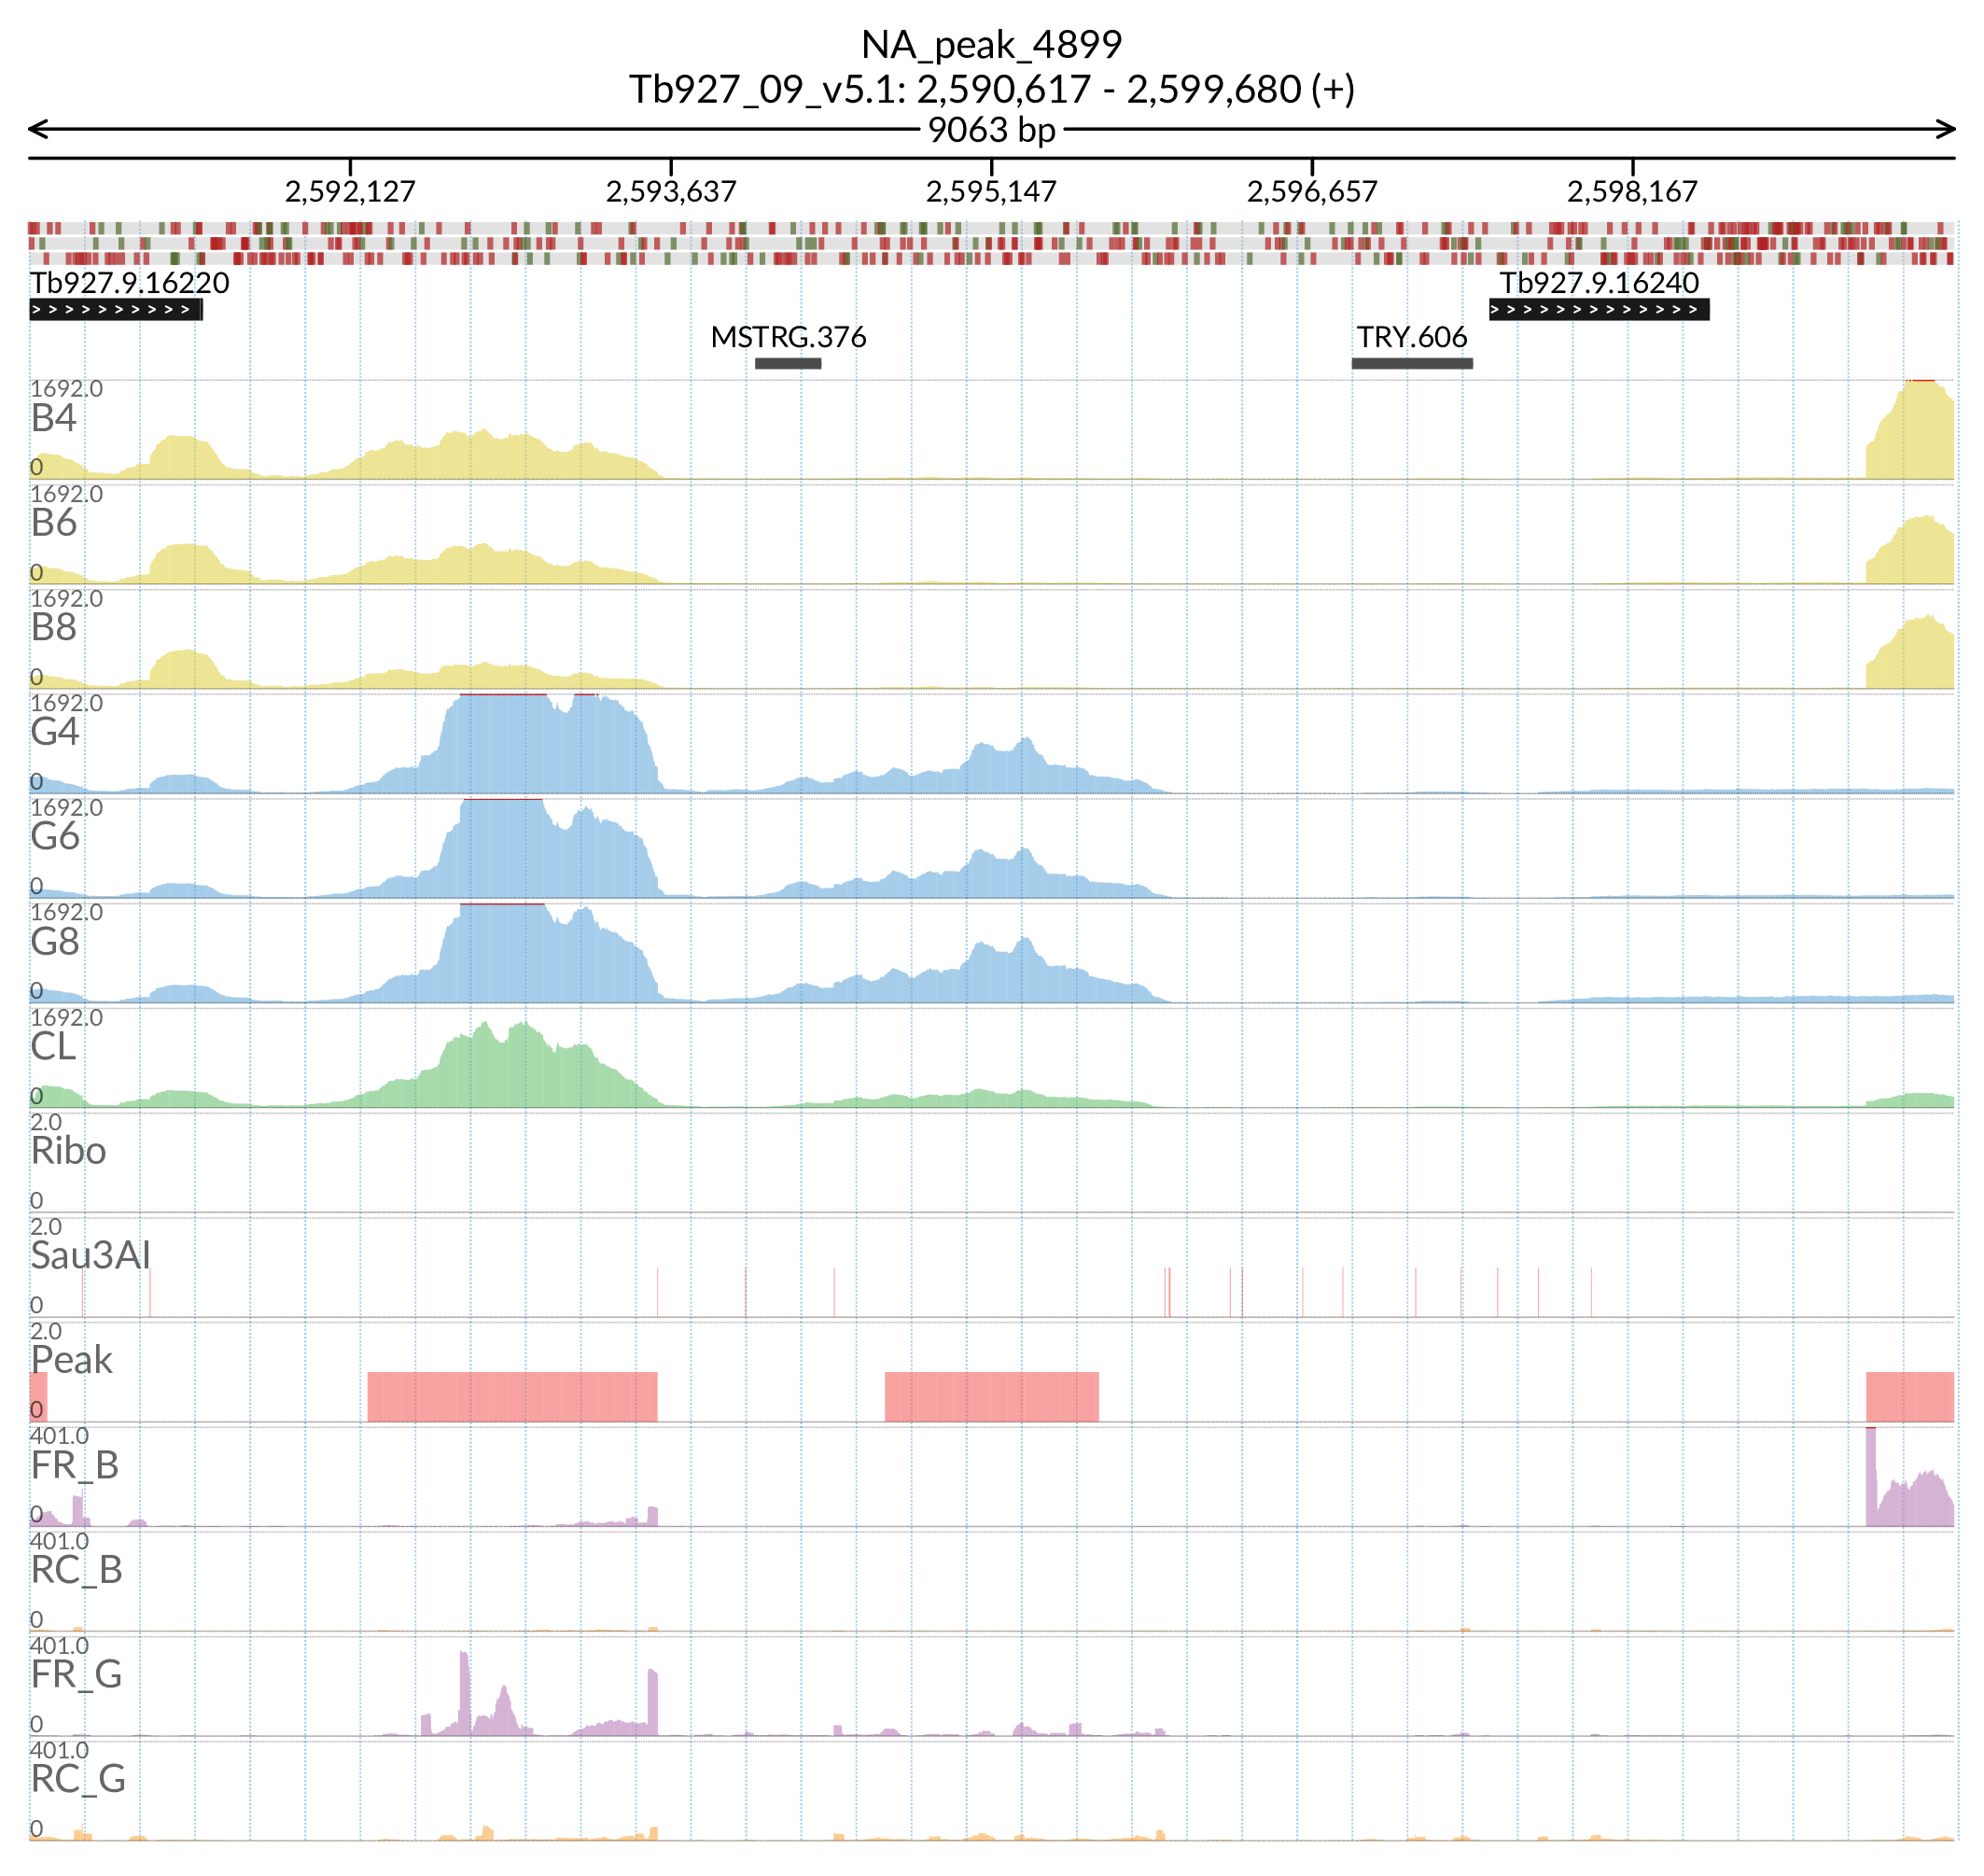 NA_peak_4899
Tb927_09_v5.1: 2,590,617 - 2,599,680 (+)
9063 bp
2,592,127 2,593,637 2,595,147 2,596,657 2,598,167
Tb927.9.16220 Tb927.9.16240
> > > > > > > > > > > > > > > > > > > > > > >
MSTRG.376 TRY.606
1692.0
B4
0
1692.0
B6
0
1692.0
B8
0
1692.0
G4
0
1692.0
G6
0
1692.0
G8
0
1692.0
CL
0
2.0
Ribo
0
2.0
Sau3AI
0
2.0
Peak
0
401.0
FR_B
0
401.0
RC_B
0
401.0
FR_G
0
401.0
RC_G
0